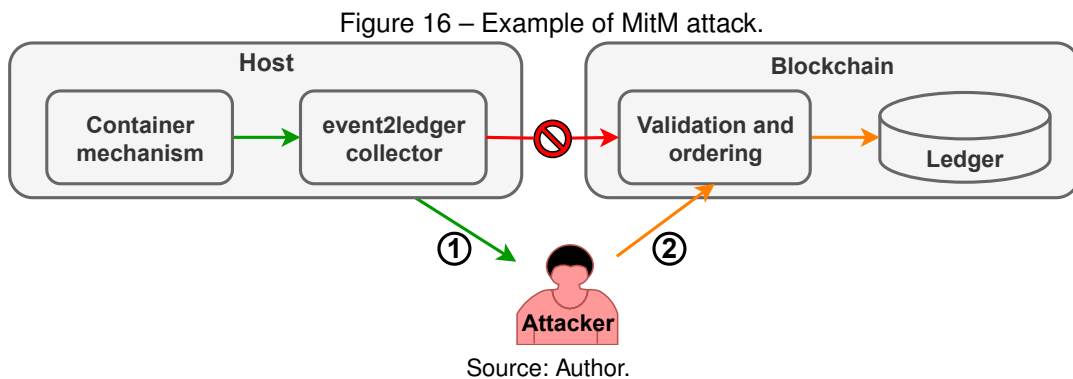 Figure 16 – Example of MitM attack.
Host
Blockchain
Container
mechanism
event2ledger
collector
Validation and
ordering
Ledger
1
2
Attacker
Source: Author.